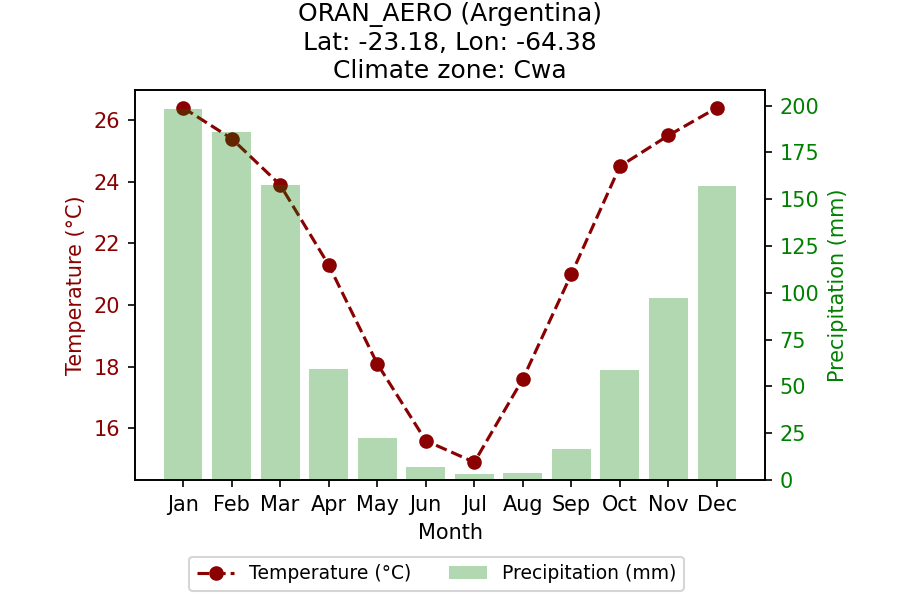 ORAN_AERO (Argentina)
Lat: -23.18, Lon: -64.38
Climate zone: Cwa
Temperature (°C)
26
24
22
20
18
16
200
175
150
125
100
75
50
25
0
Precipitation (mm)
Jan Feb Mar Apr May Jun Jul Aug Sep Oct Nov Dec
Month
Temperature (°C) Precipitation (mm)